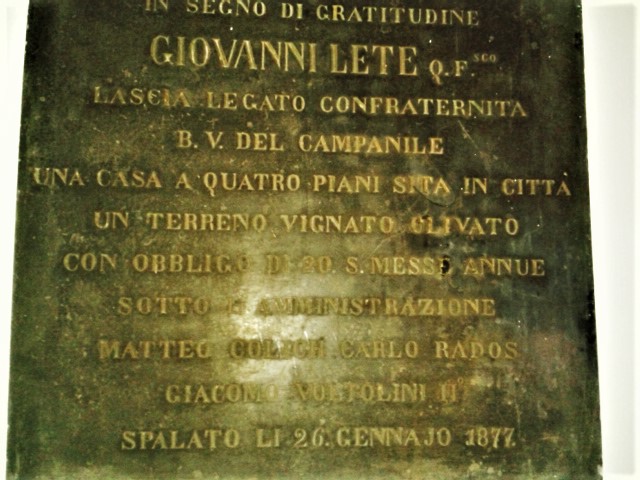 IN SEGNO DI GRATITUDINE
GIOVANNI LETE Q. F.SCO
LASCIA LEGATO CONFRATERNITA
B. V. DEL CAMPANILE
UNA CASA A QUATRO PIANI SITA IN CITTA
UN TERRENO VIGNATO OLIVATO
CON OBBLIGO DI 20. S. MESSE ANNUE
SOTTO AMMINISTRAZIONE
MATTEO COLICH CARLO RADOS
GIACOMO VOLTOLINI
SPALATO LI 26. GENNAJO 1877.